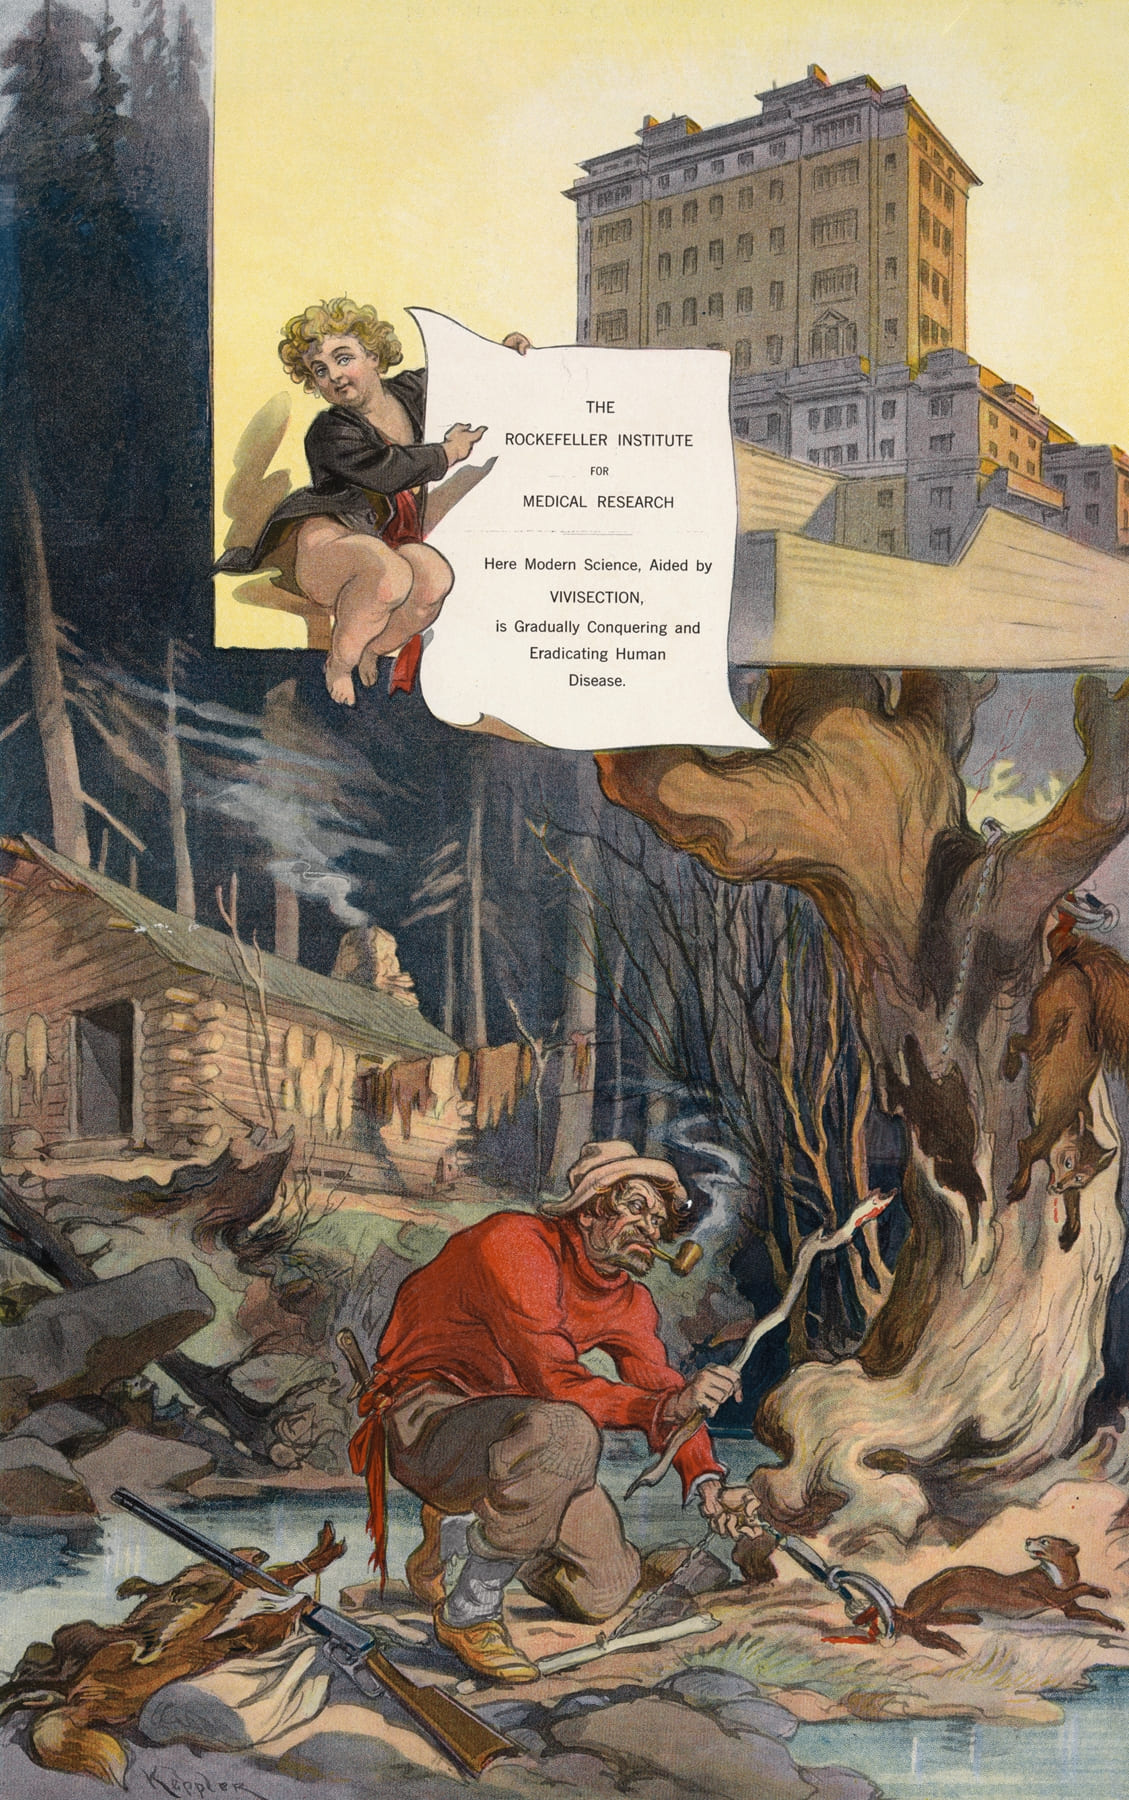 THE
ROCKEFELLER INSTITUTE
FOR
MEDICAL RESEARCH
Here Modern Science, Aided by
VIVISECTION,
is Gradually Conquering and
Eradicating Human
Disease.
Keppler